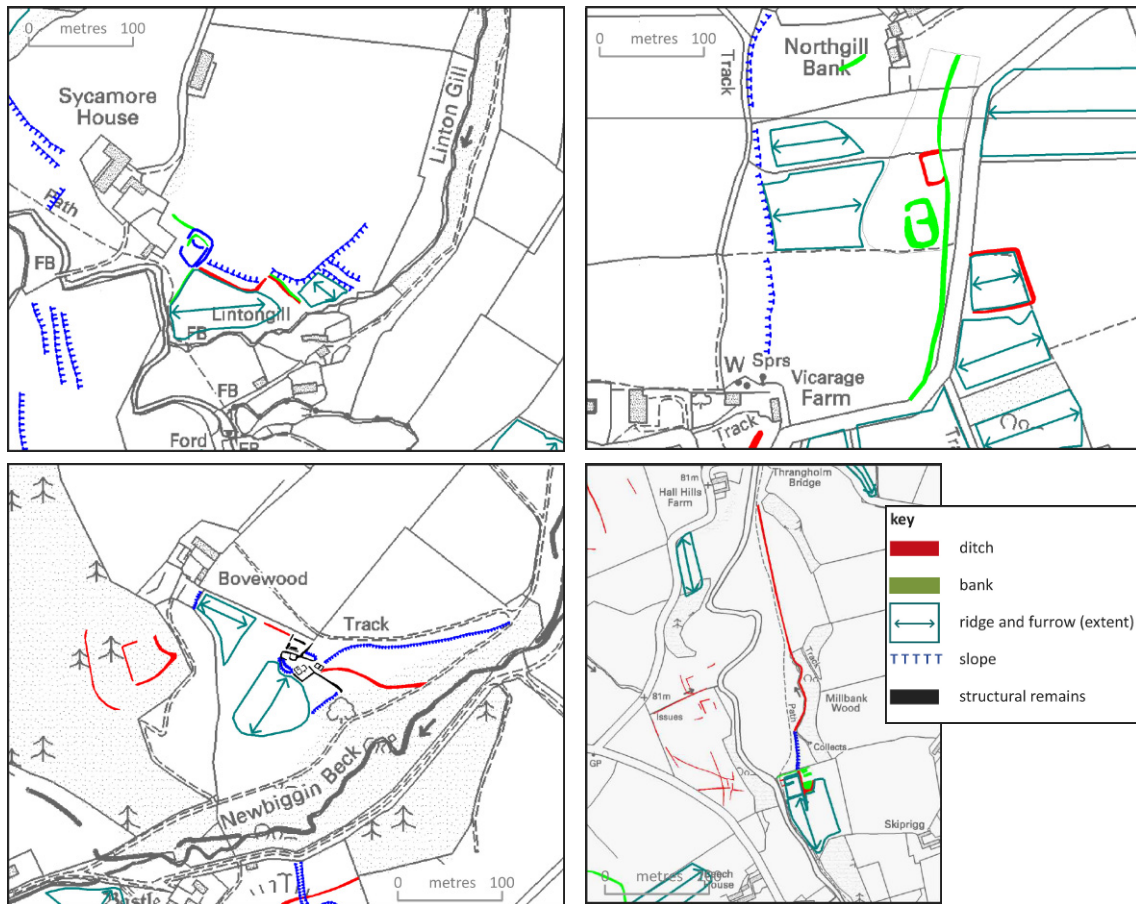 0 metres 100
Sycamore
House
Linton Gill
Path
FB
Lintongill
FB
FB
Ford
FB
0 metres 100
Track
Northgill
Bank
W
Sprs
Vicarage
Farm
Track
Bovewood
Track
Newbiggin Beck
0 metres 100
81m
Hall Hills
Farm
Thrangholm
Bridge
Track
81m
Issues
Path
Millbank
Wood
Collects
GP
Skiprigg
House
0 metres
key
ditch
bank
ridge and furrow (extent)
slope
structural remains